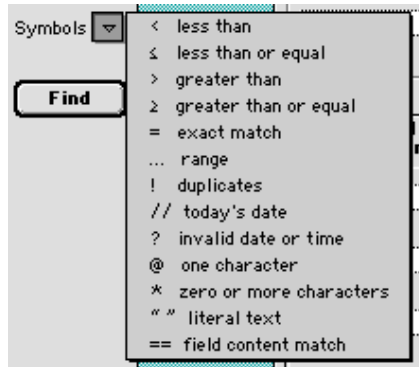 Symbols
< less than
≤ less than or equal
> greater than
≥ greater than or equal
= exact match
... range
! duplicates
// today's date
? invalid date or time
@ one character
* zero or more characters
" " literal text
== field content match
Find